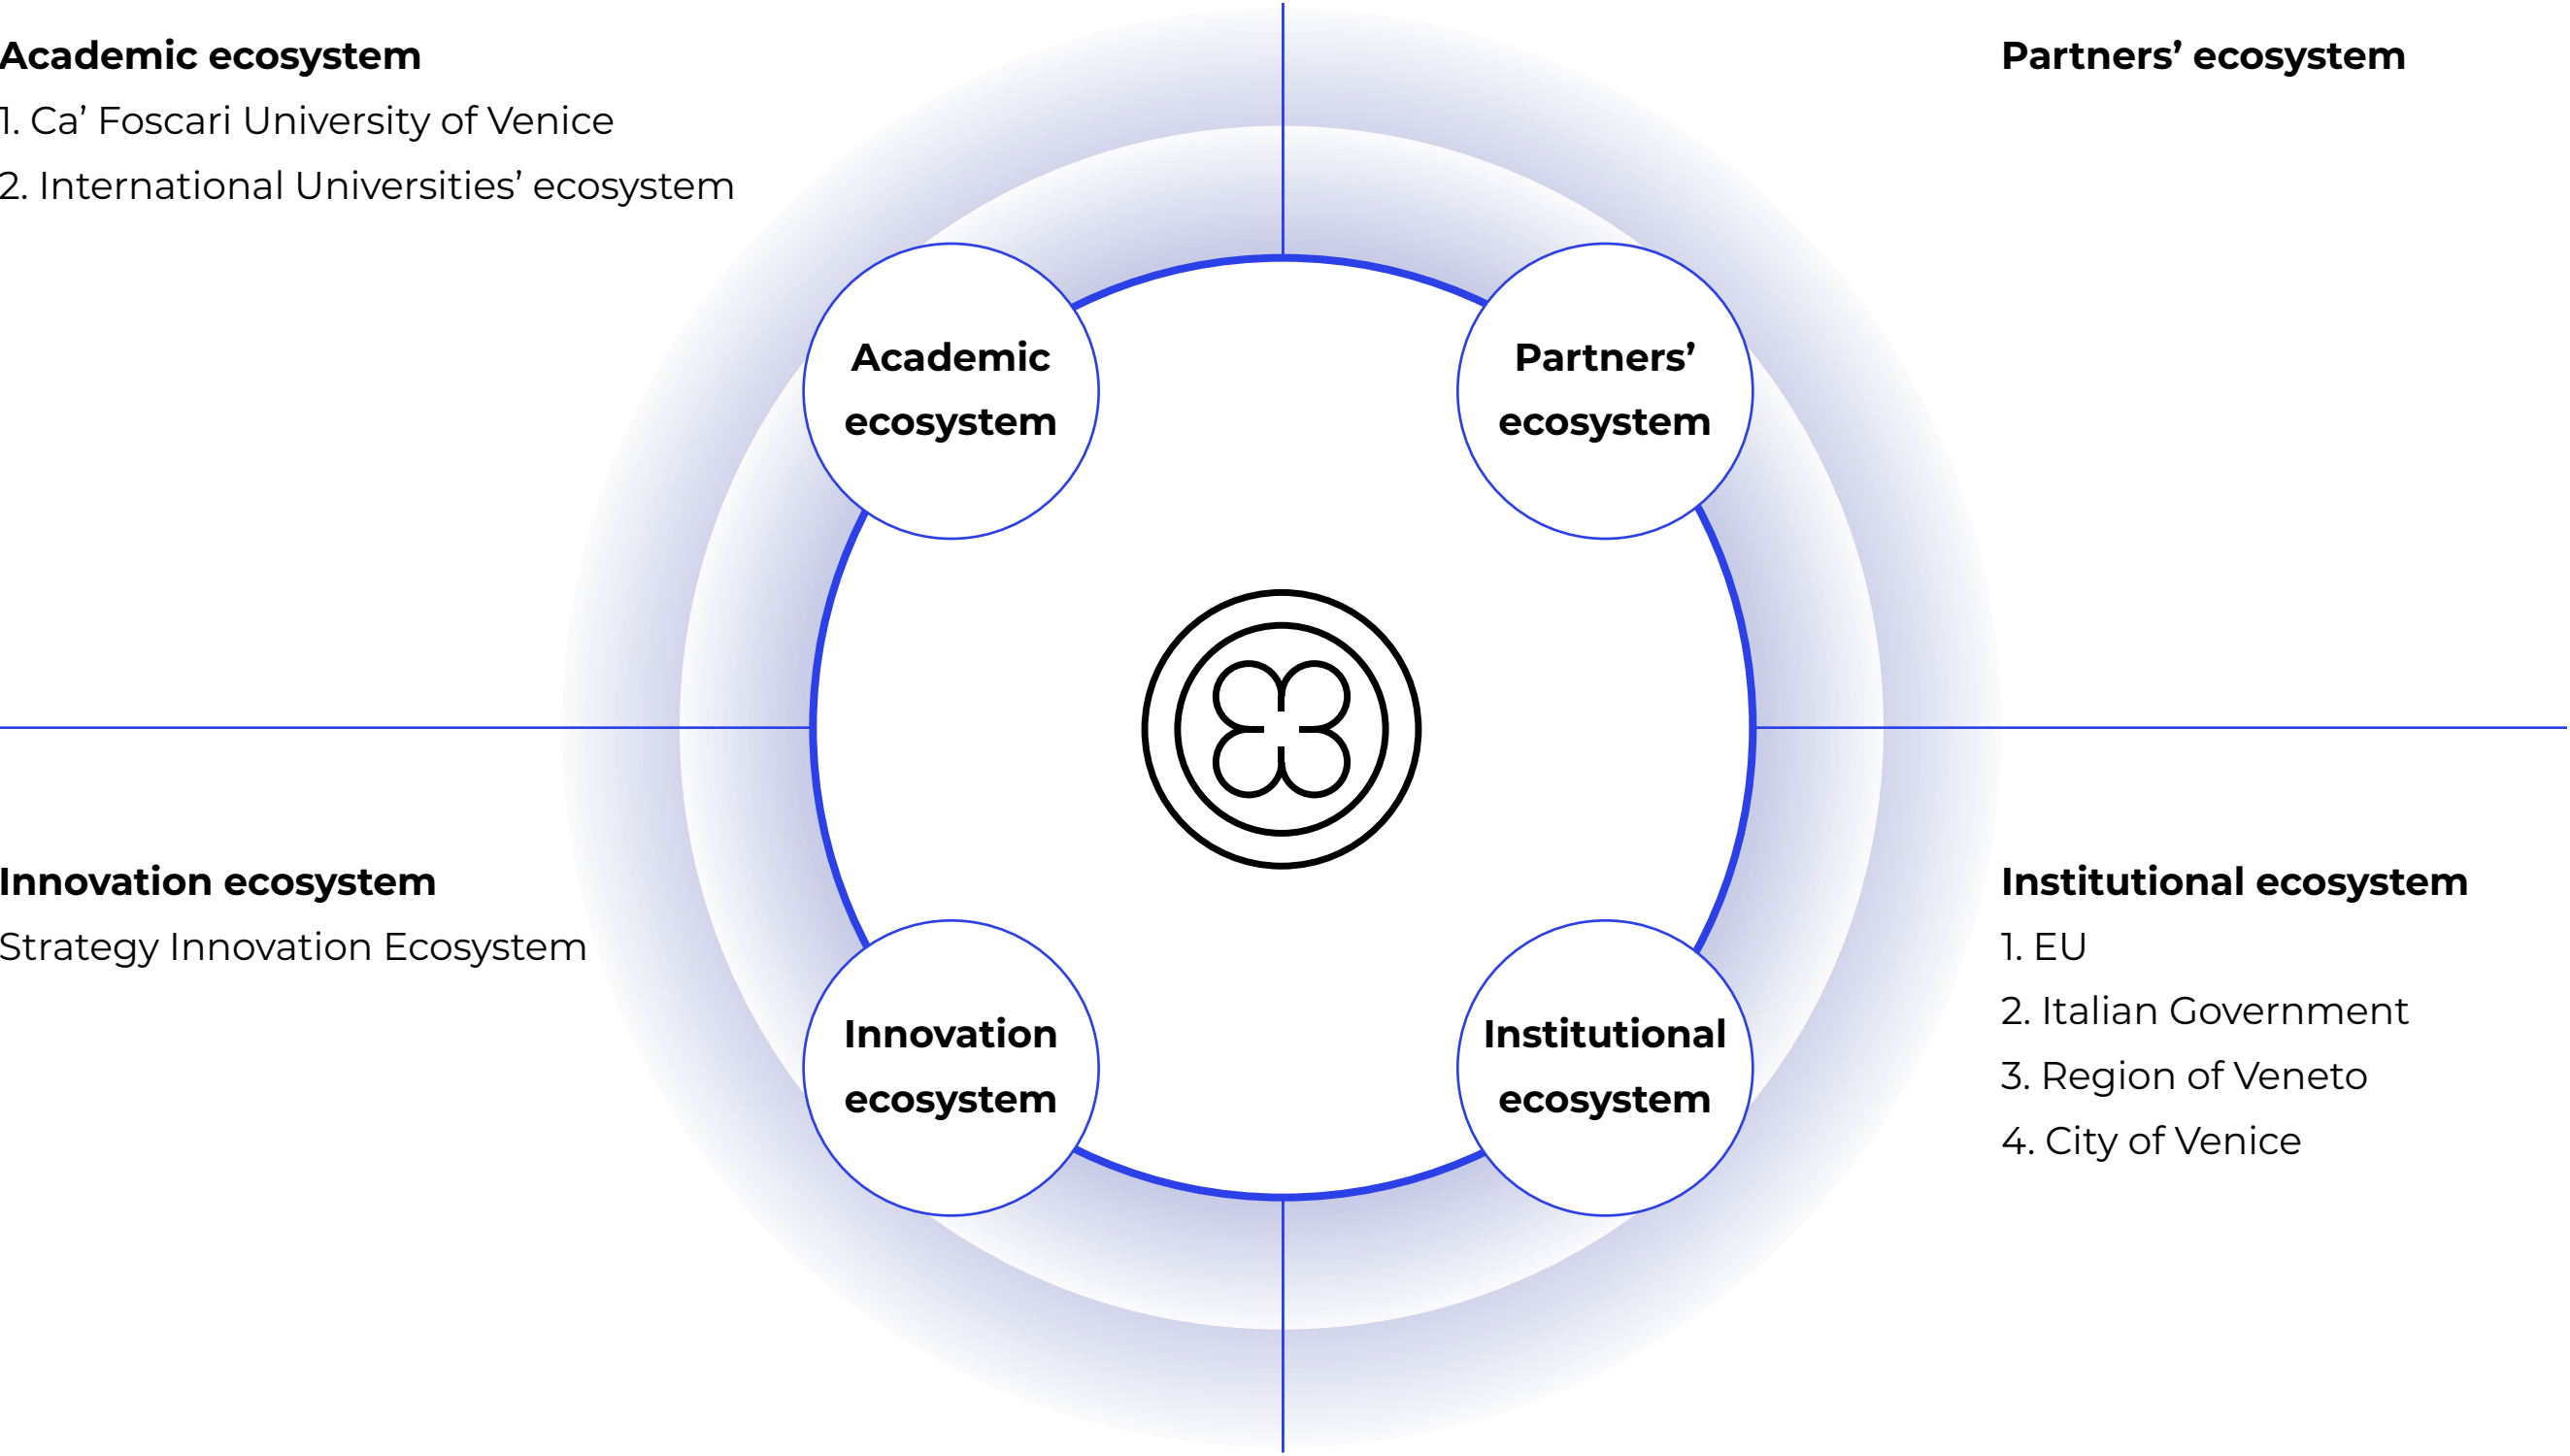 Academic ecosystem
1. Ca’ Foscari University of Venice
2. International Universities’ ecosystem
Partners’ ecosystem
Academic
ecosystem
Partners’
ecosystem
Innovation ecosystem
Strategy Innovation Ecosystem
Institutional ecosystem
1. EU
2. Italian Government
3. Region of Veneto
4. City of Venice
Innovation
ecosystem
Institutional
ecosystem